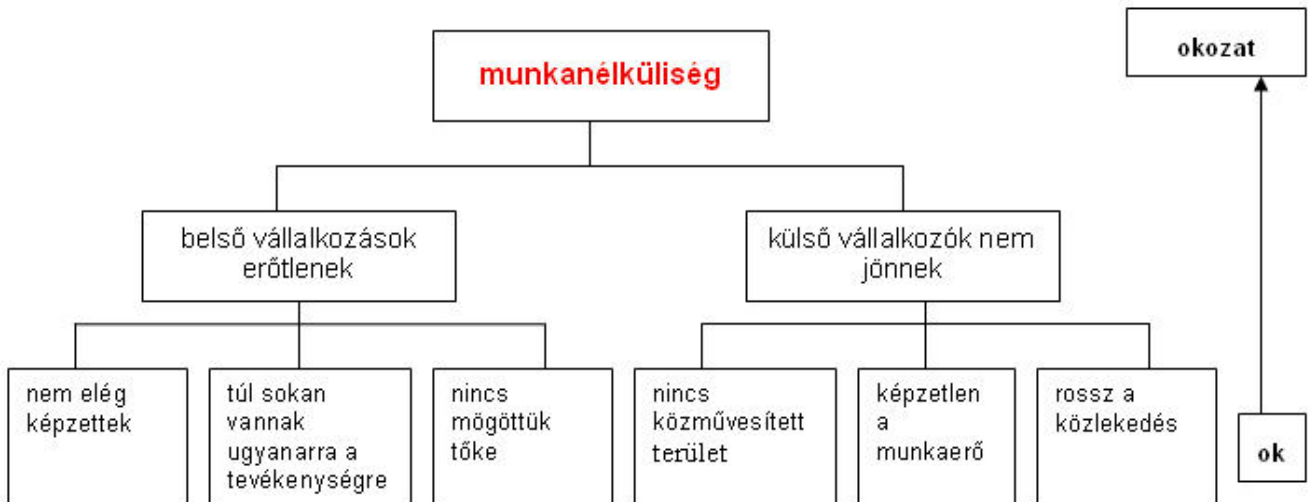 okozat
munkanélküliség
belső vállalkozások
erőtlenek
külső vállalkozók nem
jönnek
nem elég
képzettek
túl sokan
vannak
ugyanarra a
tevékenységre
nincs
mögöttük
tőke
nincs
közművesített
terület
képzetlen
a
munkaerő
rossz a
közlekedés
ok